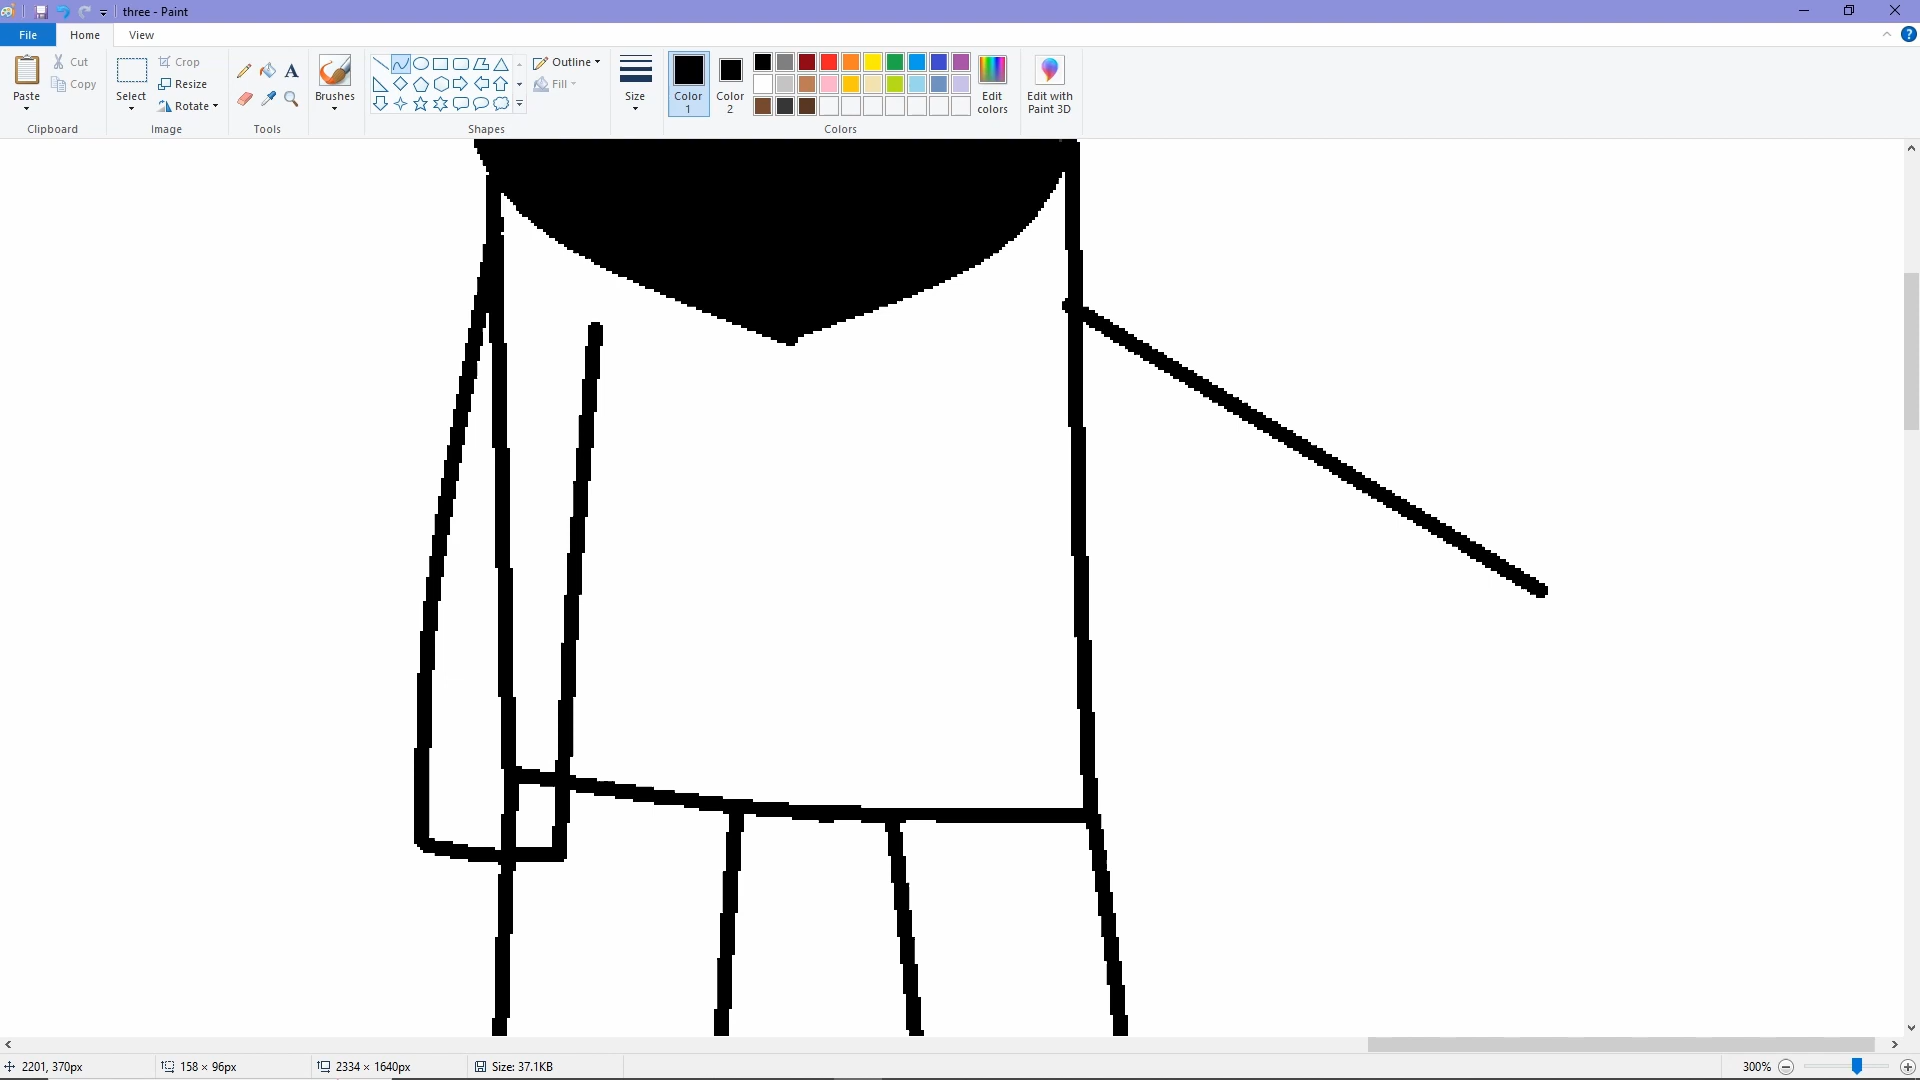 three - Paint
File
Home
View
Paste
Cut
Copy
Clipboard
Select
Crop
Resize
Rotate
Image
A
Tools
Brushes
Outline
Fill
Shapes
Size
Color
1
Color
2
Edit
colors
Colors
Edit with
Paint 3D
?
2201, 370px
158 × 96px
2334 × 1640px
Size: 37.1KB
300%